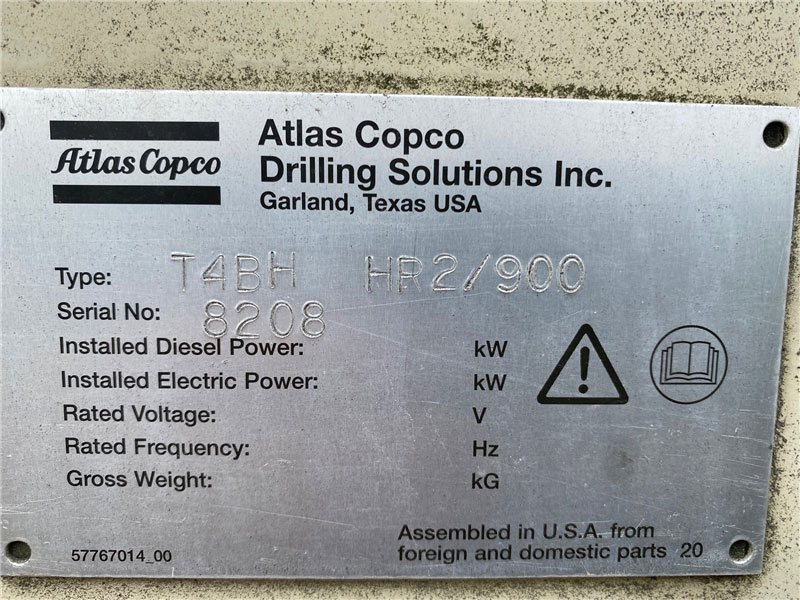 Atlas Copco
Atlas Copco
Drilling Solutions Inc.
Garland, Texas USA
Type: T4BH HR2/900
Serial No: 8208
Installed Diesel Power: kW
Installed Electric Power: kW
Rated Voltage: V
Rated Frequency: Hz
Gross Weight: kG
Assembled in U.S.A. from
foreign and domestic parts 20
57767014_00